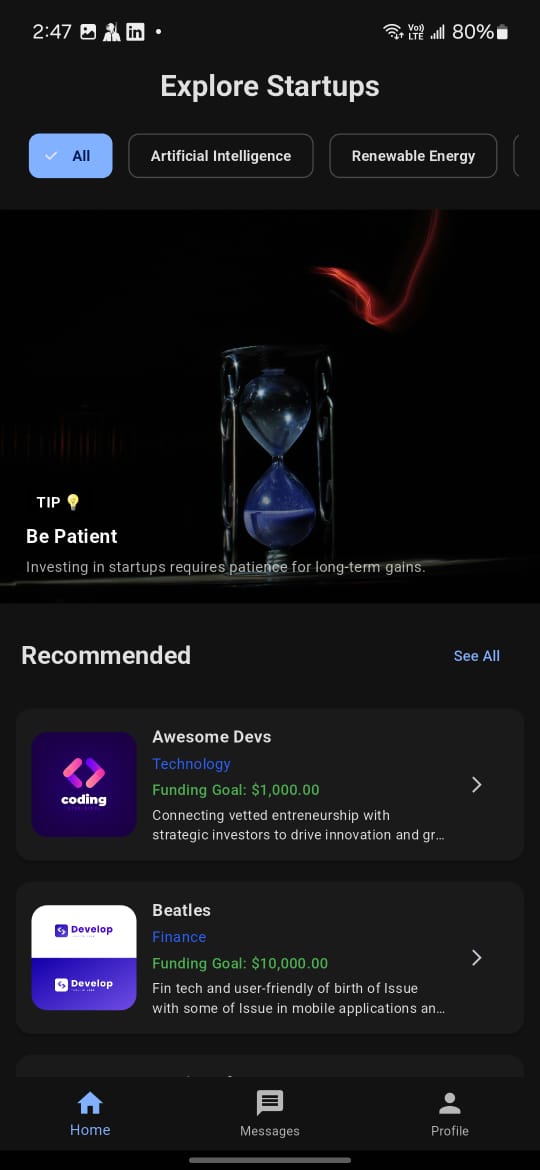 2:47
Vo))
LTE
80%
Explore Startups
All
Artificial Intelligence
Renewable Energy
TIP 💡
Be Patient
Investing in startups requires patience for long-term gains.
Recommended
See All
coding
Awesome Devs
Technology
Funding Goal: $1,000.00
Connecting vetted entreneurship with
strategic investors to drive innovation and gr…
Develop
Develop
Beatles
Finance
Funding Goal: $10,000.00
Fin tech and user-friendly of birth of Issue
with some of Issue in mobile applications an…
Home
Messages
Profile